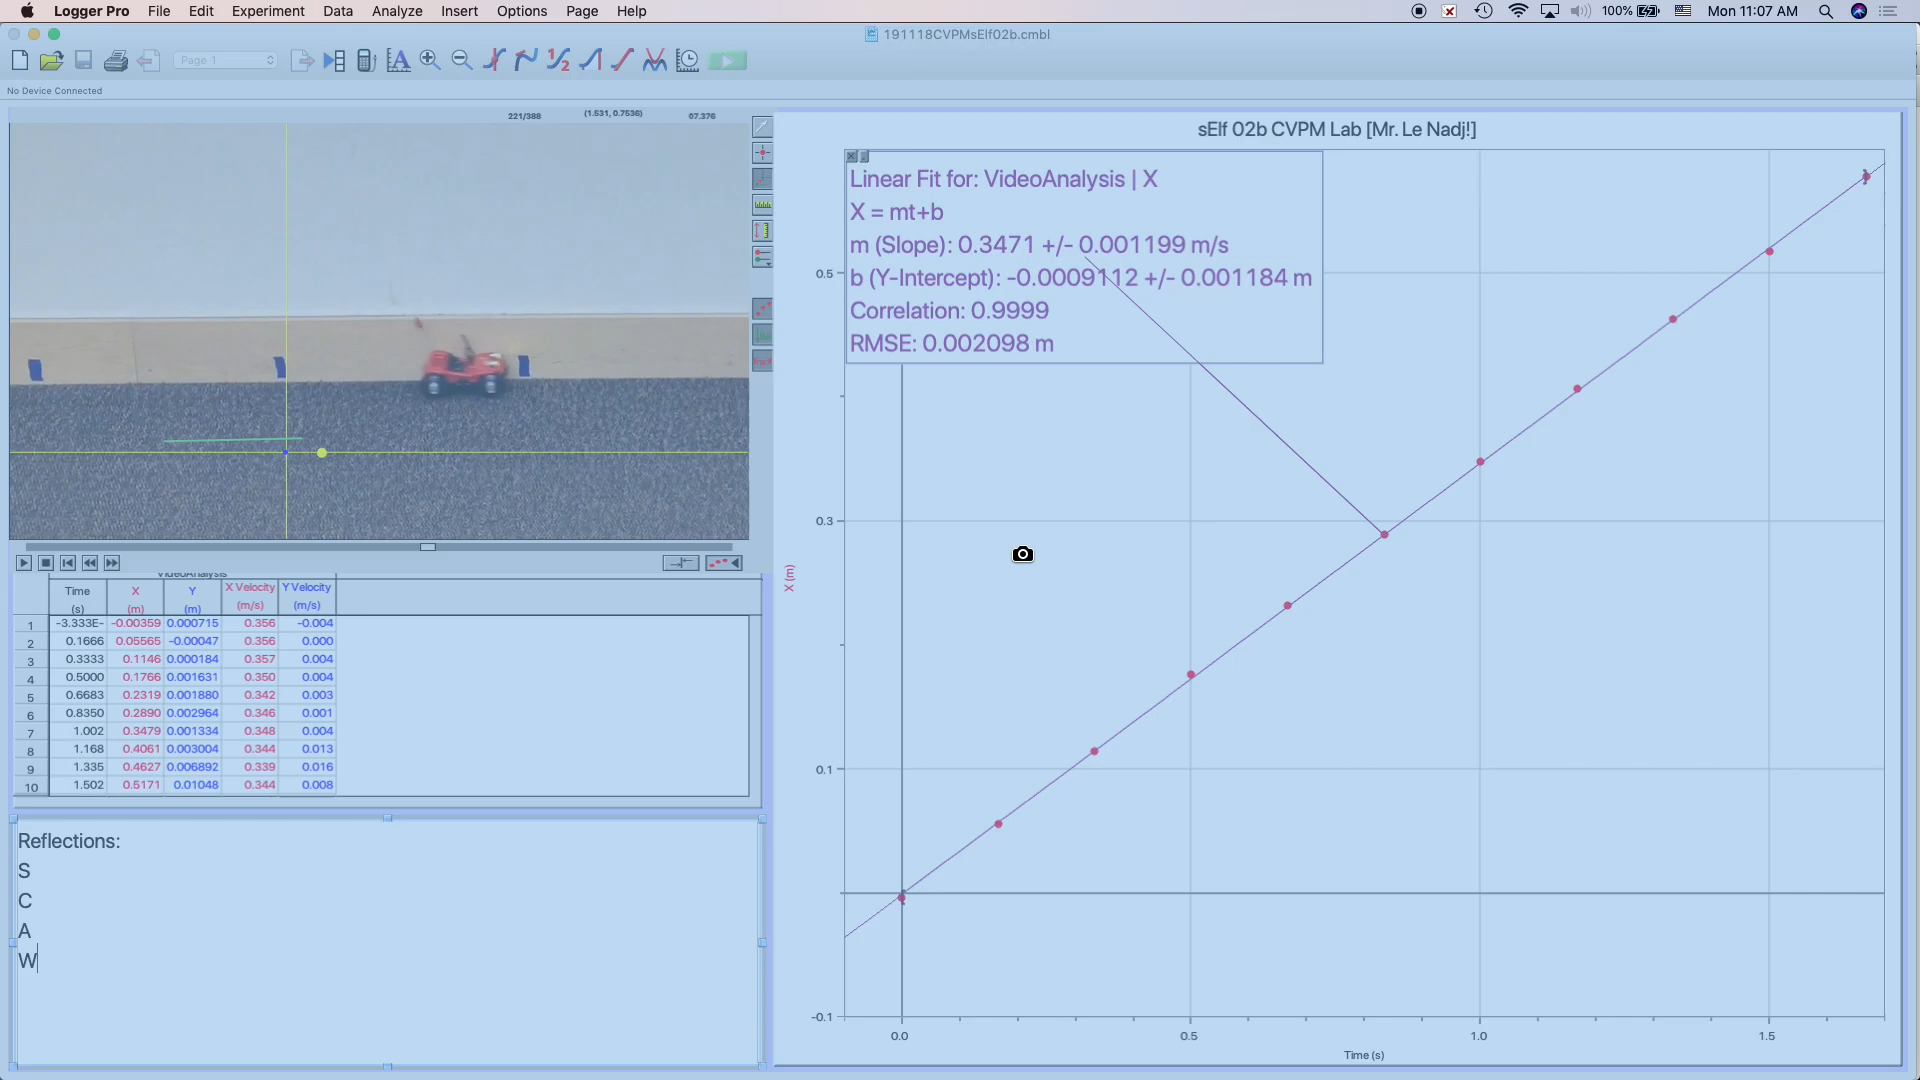 Logger Pro File Edit Experiment Data Analyze Insert Options Page Help 100% Mon 11:07 AM
191118CVPMsElf02b.cmbl
Page 1
No Device Connected
221/388 (1.531, 0.7536) 67.376
VideoAnalysis
Time (s) X (m) Y (m) X Velocity (m/s) Y Velocity (m/s)
1 -3.333E- -0.00359 0.000715 0.356 -0.004
2 0.1666 0.05565 -0.00047 0.356 0.000
3 0.3333 0.1146 0.000184 0.357 0.004
4 0.5000 0.1766 0.001631 0.350 0.004
5 0.6683 0.2319 0.001880 0.342 0.003
6 0.8350 0.2890 0.002964 0.346 0.001
7 1.002 0.3479 0.001334 0.348 0.004
8 1.168 0.4061 0.003004 0.344 0.013
9 1.335 0.4627 0.006892 0.339 0.016
10 1.502 0.5171 0.01048 0.344 0.008
Reflections:
S
C
A
W
sElf 02b CVPM Lab [Mr. Le Nadj!]
Linear Fit for: VideoAnalysis | X
X = mt+b
m (Slope): 0.3471 +/- 0.001199 m/s
b (Y-Intercept): -0.0009112 +/- 0.001184 m
Correlation: 0.9999
RMSE: 0.002098 m
0.5
0.3
X (m)
0.1
-0.1
0.0 0.5 1.0 1.5
Time (s)